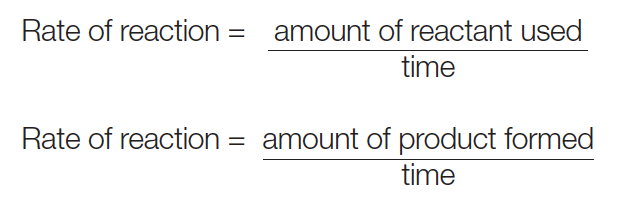 Rate of reaction = amount of reactant used
time
Rate of reaction = amount of product formed
time